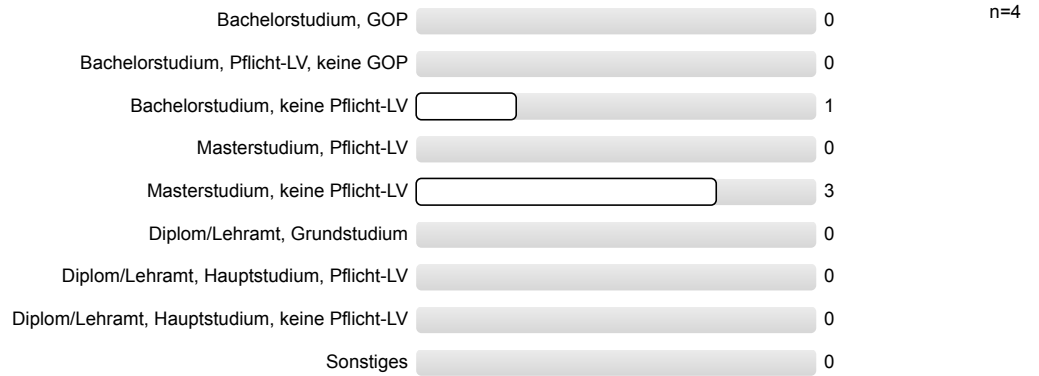 Bachelorstudium, GOP 0 n=4
Bachelorstudium, Pflicht-LV, keine GOP 0
Bachelorstudium, keine Pflicht-LV 1
Masterstudium, Pflicht-LV 0
Masterstudium, keine Pflicht-LV 3
Diplom/Lehramt, Grundstudium 0
Diplom/Lehramt, Hauptstudium, Pflicht-LV 0
Diplom/Lehramt, Hauptstudium, keine Pflicht-LV 0
Sonstiges 0